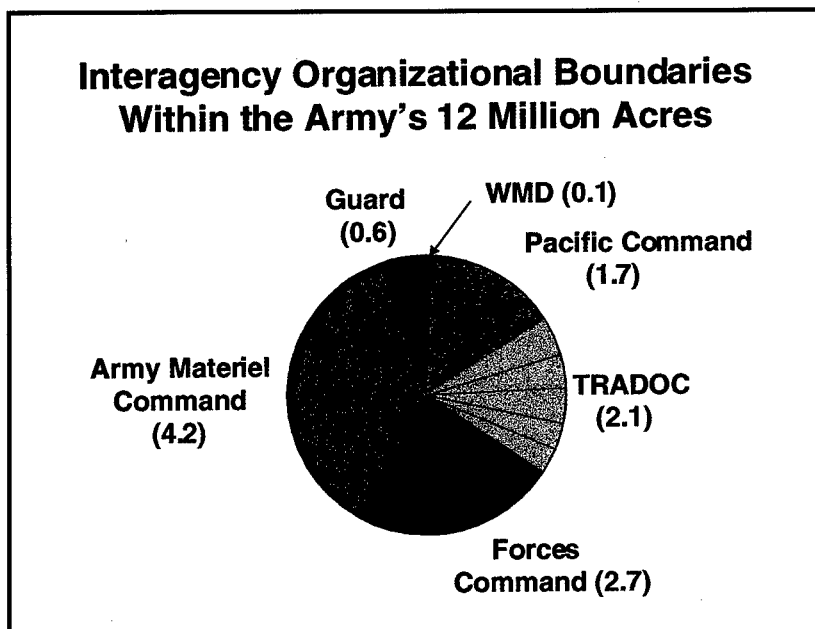 Interagency Organizational Boundaries
Within the Army's 12 Million Acres
Guard
(0.6)
WMD (0.1)
Pacific Command
(1.7)
Army Materiel
Command
(4.2)
TRADOC
(2.1)
Forces
Command (2.7)